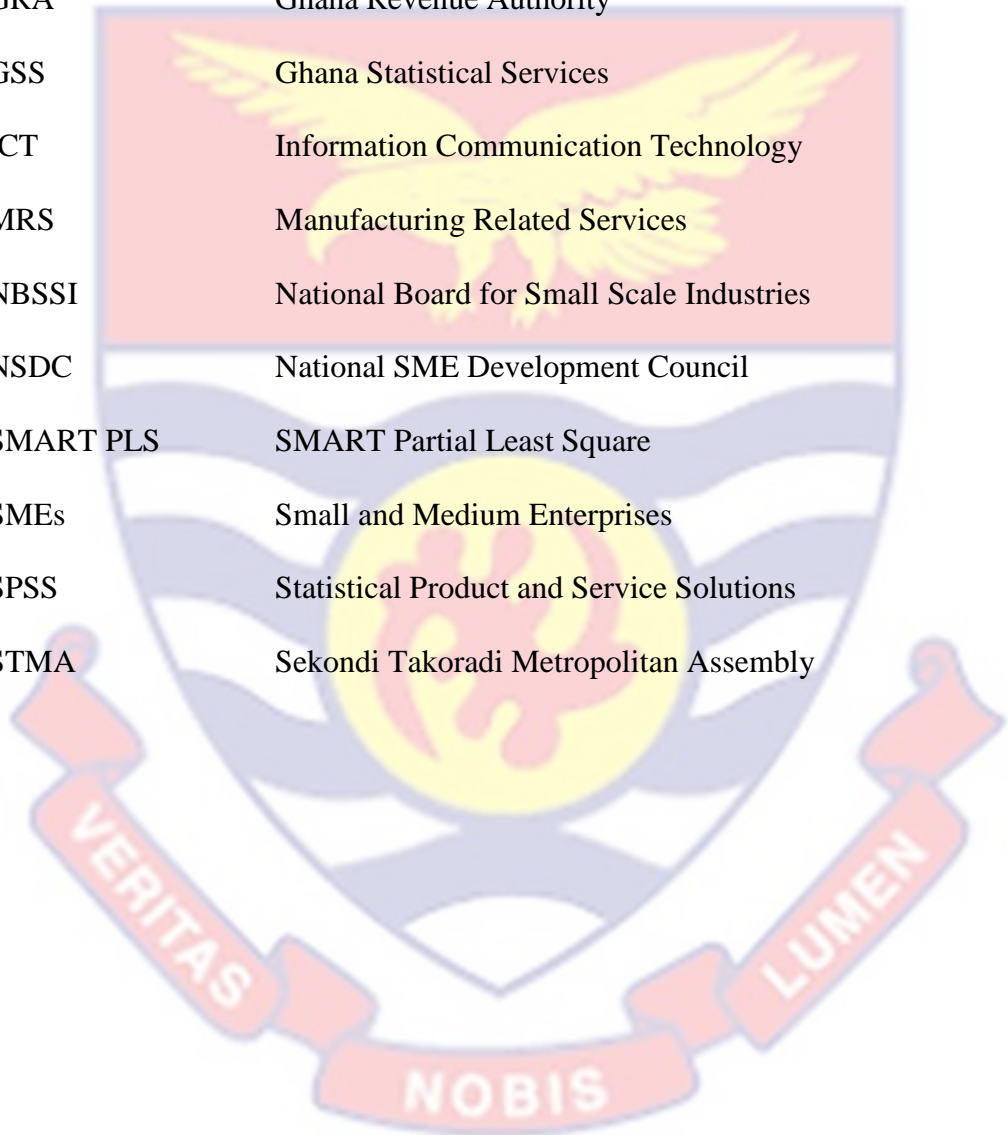 GRA Ghana Revenue Authority
GSS Ghana Statistical Services
ICT Information Communication Technology
MRS Manufacturing Related Services
NBSSI National Board for Small Scale Industries
NSDC National SME Development Council
SMART PLS SMART Partial Least Square
SMEs Small and Medium Enterprises
SPSS Statistical Product and Service Solutions
STMA Sekondi Takoradi Metropolitan Assembly
VERITAS
NOBIS
LUMEN